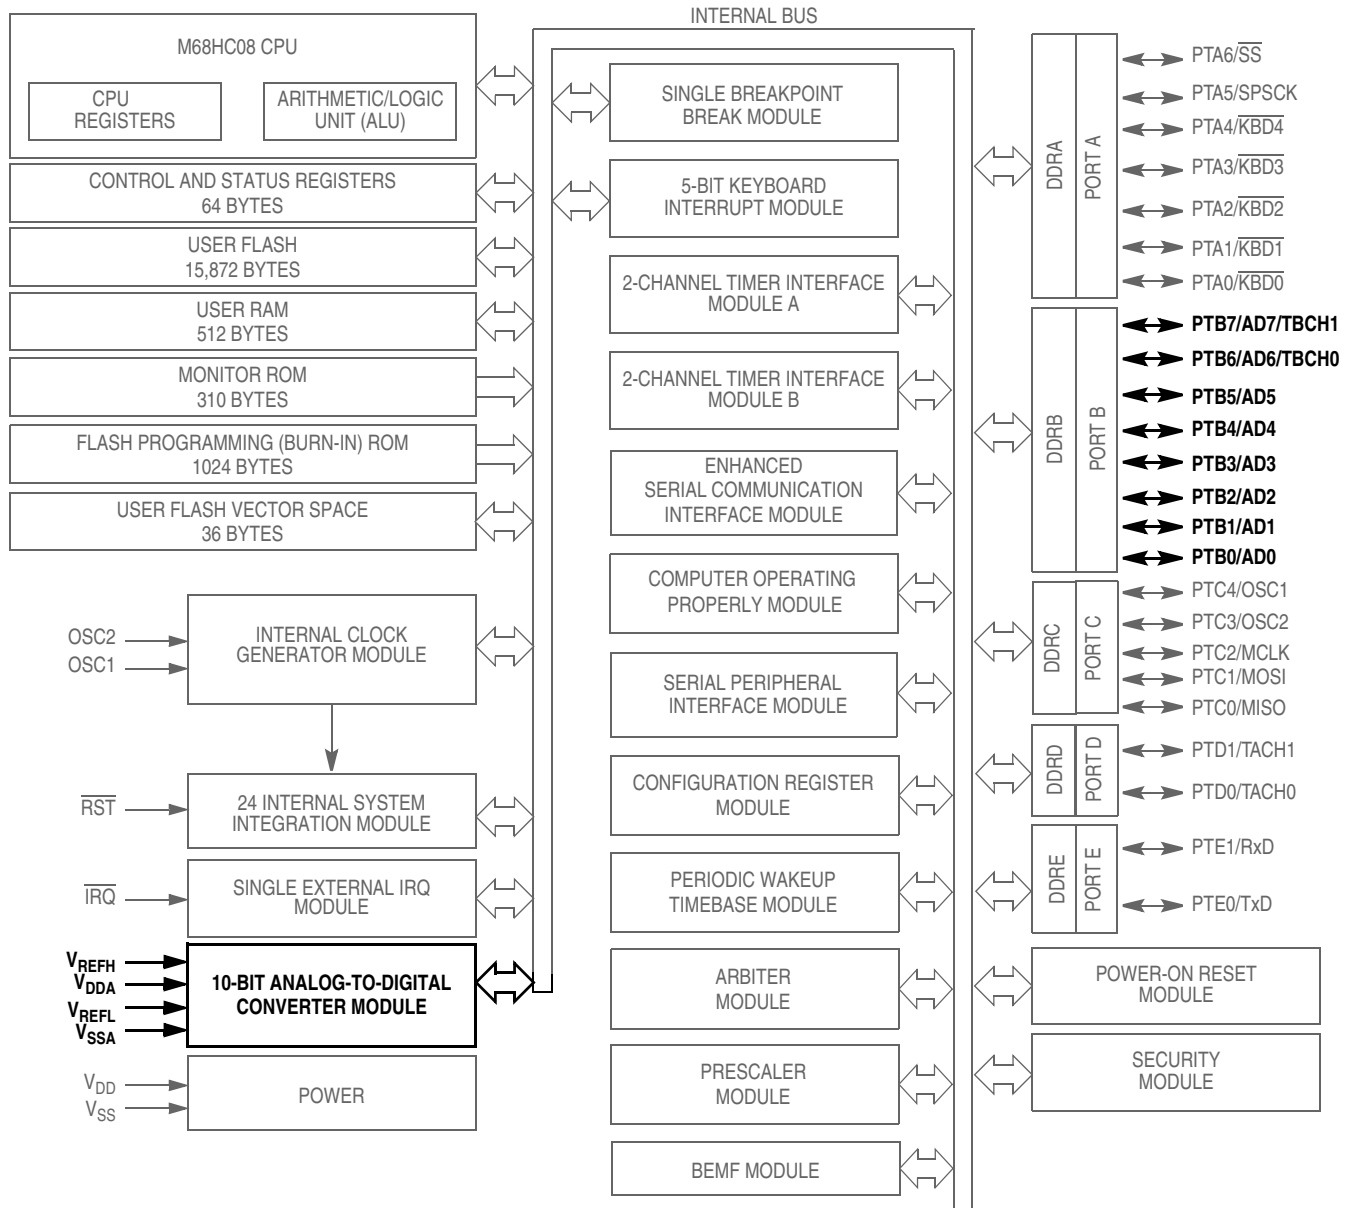 INTERNAL BUS
M68HC08 CPU
CPU
REGISTERS
ARITHMETIC/LOGIC
UNIT (ALU)
CONTROL AND STATUS REGISTERS
64 BYTES
USER FLASH
15,872 BYTES
USER RAM
512 BYTES
MONITOR ROM
310 BYTES
FLASH PROGRAMMING (BURN-IN) ROM
1024 BYTES
USER FLASH VECTOR SPACE
36 BYTES
OSC2
OSC1
INTERNAL CLOCK
GENERATOR MODULE
RST
24 INTERNAL SYSTEM
INTEGRATION MODULE
IRQ
SINGLE EXTERNAL IRQ
MODULE
VREFH
VDDA
VREFL
VSSA
10-BIT ANALOG-TO-DIGITAL
CONVERTER MODULE
VDD
VSS
POWER
SINGLE BREAKPOINT
BREAK MODULE
5-BIT KEYBOARD
INTERRUPT MODULE
2-CHANNEL TIMER INTERFACE
MODULE A
2-CHANNEL TIMER INTERFACE
MODULE B
ENHANCED
SERIAL COMMUNICATION
INTERFACE MODULE
COMPUTER OPERATING
PROPERLY MODULE
SERIAL PERIPHERAL
INTERFACE MODULE
CONFIGURATION REGISTER
MODULE
PERIODIC WAKEUP
TIMEBASE MODULE
ARBITER
MODULE
PRESCALER
MODULE
BEMF MODULE
DDRA
PORT A
PTA6/SS
PTA5/SPSCK
PTA4/KBD4
PTA3/KBD3
PTA2/KBD2
PTA1/KBD1
PTA0/KBD0
DDRB
PORT B
PTB7/AD7/TBCH1
PTB6/AD6/TBCH0
PTB5/AD5
PTB4/AD4
PTB3/AD3
PTB2/AD2
PTB1/AD1
PTB0/AD0
DDRC
PORT C
PTC4/OSC1
PTC3/OSC2
PTC2/MCLK
PTC1/MOSI
PTC0/MISO
DDRD
PORT D
PTD1/TACH1
PTD0/TACH0
DDRE
PORT E
PTE1/RxD
PTE0/TxD
POWER-ON RESET
MODULE
SECURITY
MODULE